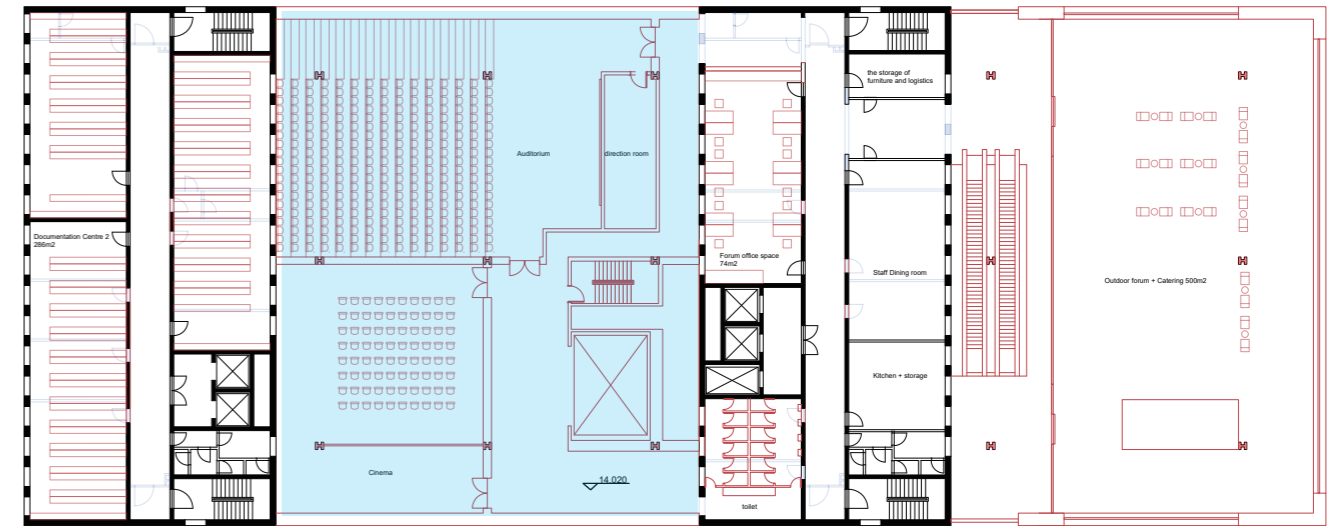 the storage of
furniture and logistics
Auditorium
direction room
Documentation Centre 2
286m2
Forum office space
74m2
Staff Dining room
Outdoor forum + Catering 500m2
Kitchen + storage
Cinema
14.020
toilet